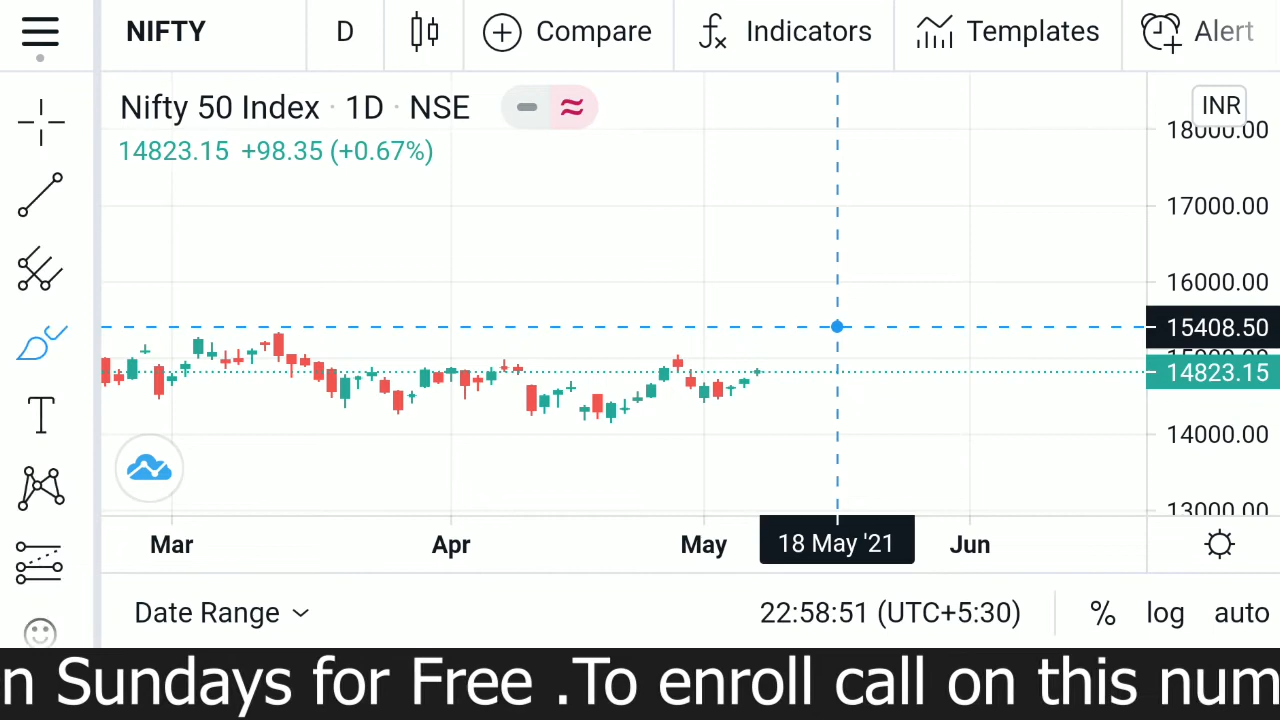 NIFTY D Compare Indicators Templates Alert
Nifty 50 Index · 1D · NSE
14823.15 +98.35 (+0.67%)
INR
18000.00
17000.00
16000.00
15408.50
15000.00
14823.15
14000.00
13000.00
Mar Apr May 18 May '21 Jun
Date Range 22:58:51 (UTC+5:30) % log auto
n Sundays for Free .To enroll call on this num